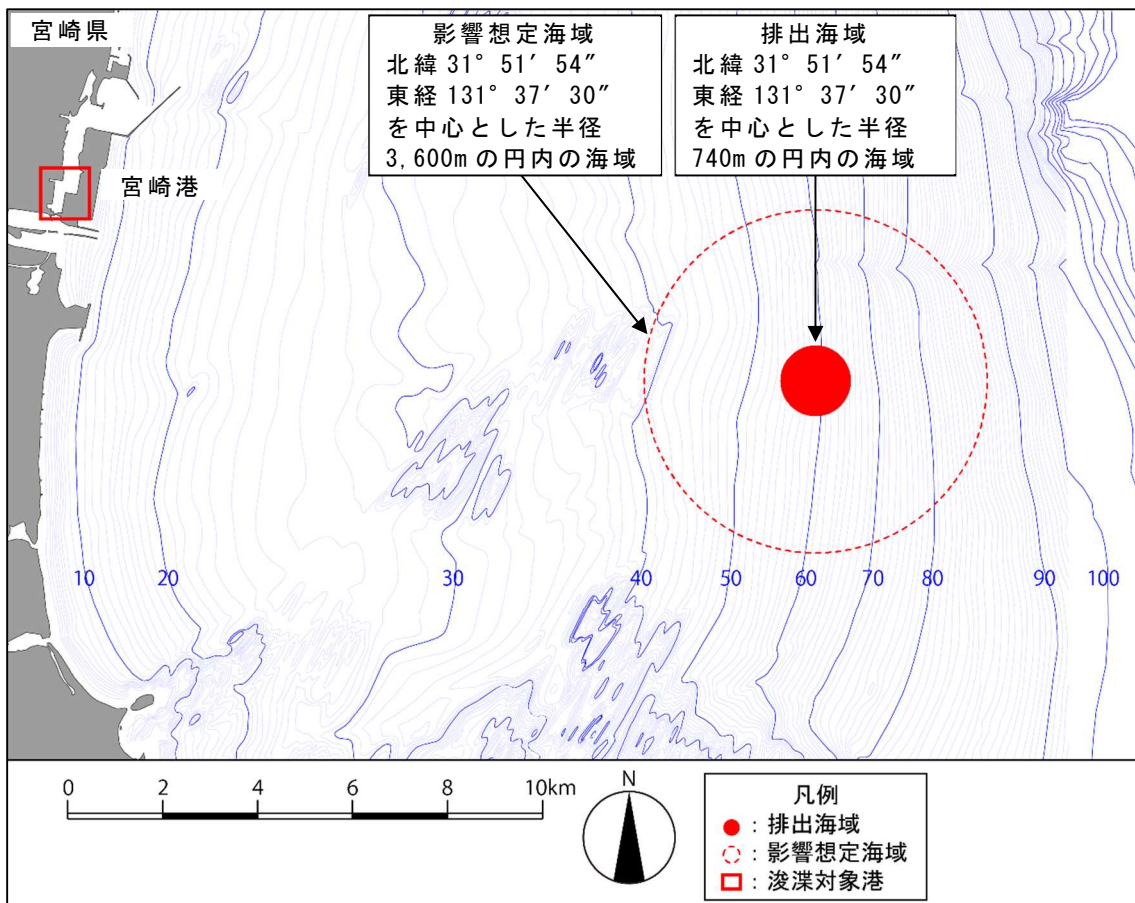 宮崎県
影響想定海域
北緯 31° 51′ 54″
東経 131° 37′ 30″
を中心とした半径
3,600m の円内の海域
排出海域
北緯 31° 51′ 54″
東経 131° 37′ 30″
を中心とした半径
740m の円内の海域
宮崎港
10 20 30 40 50 60 70 80 90 100
0 2 4 6 8 10km
N
凡例
：排出海域
：影響想定海域
：浚渫対象港